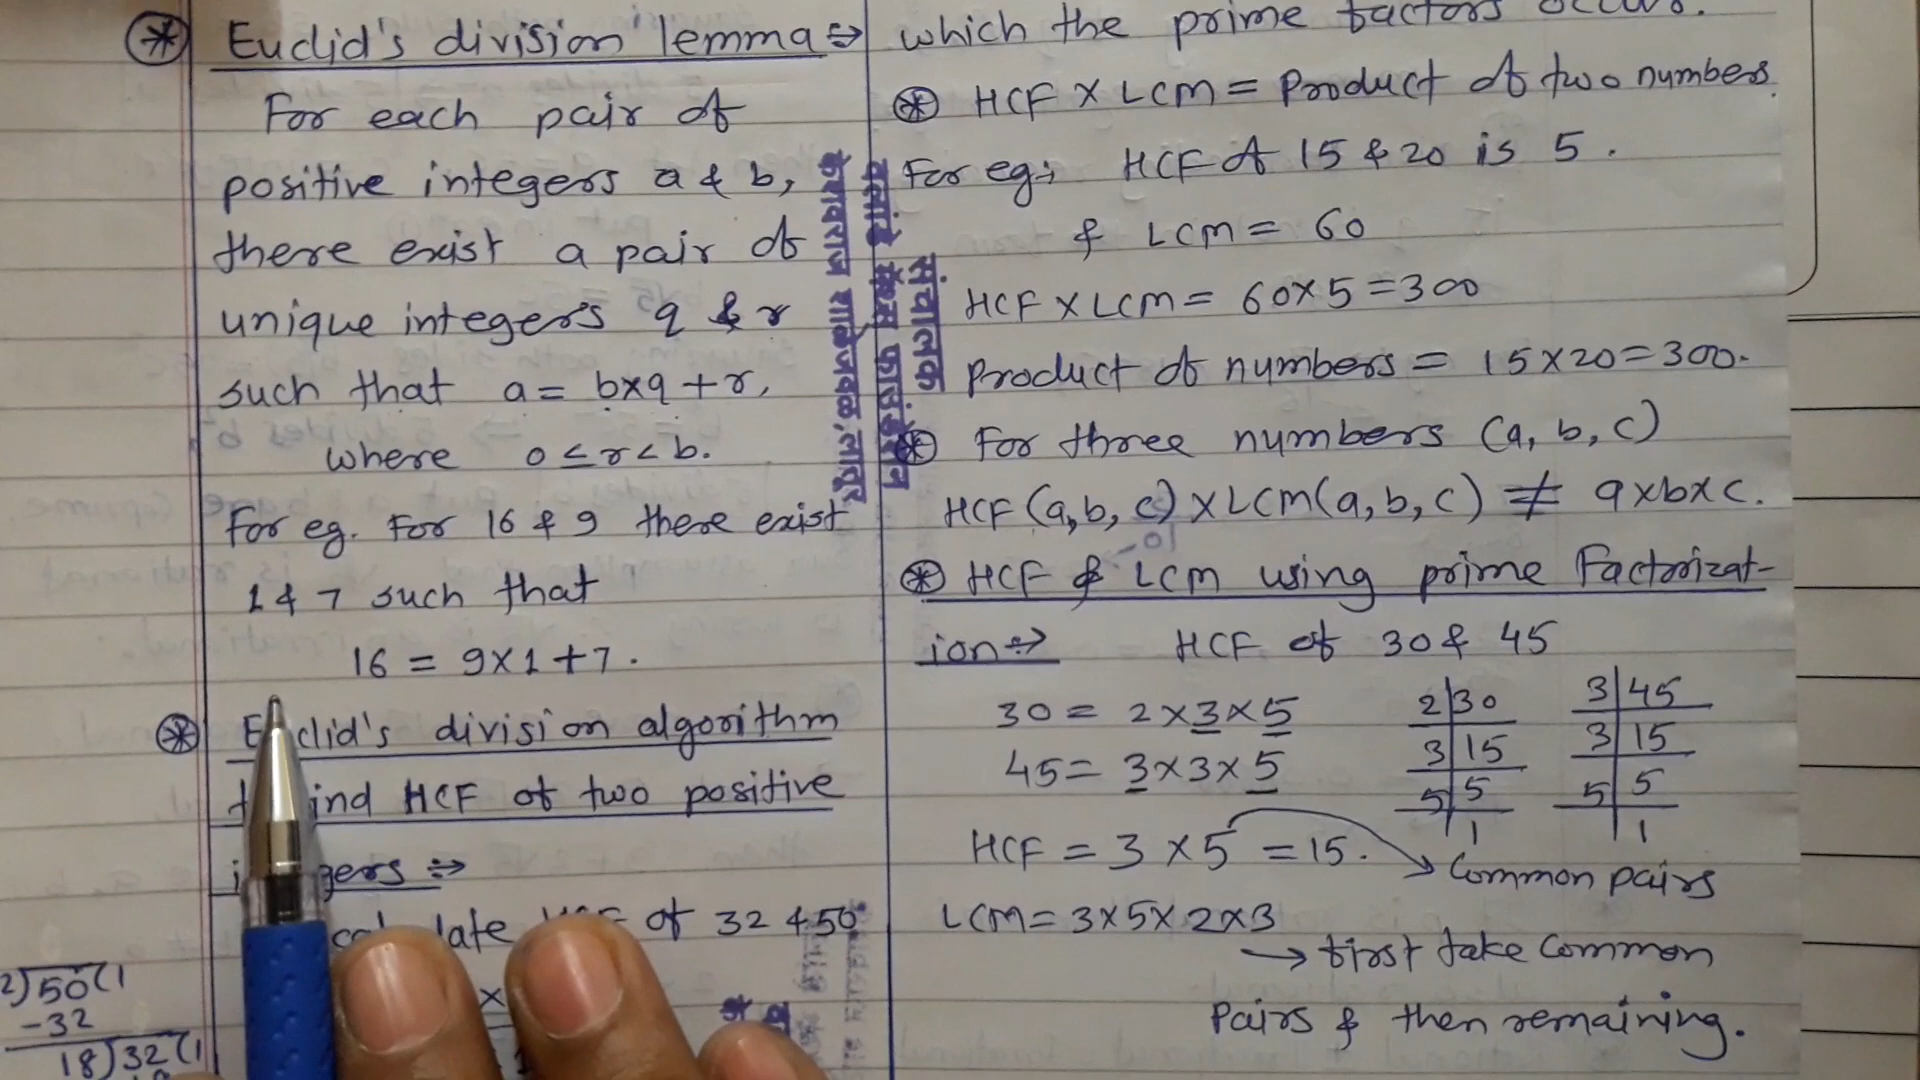 Euclid's division lemma ⇒
For each pair of
positive integers a & b,
there exist a pair of
unique integers q & r
such that a = b×q + r,
where 0 ≤ r < b.
For eg. For 16 & 9 there exist
1 & 7 such that
16 = 9×1+7.
Euclid's division algorithm
find HCF of two positive
⇒
of 32 & 50
50(1
-32
18)32(1
which the prime factors occurs.
HCF × LCM = Product of two numbers.
For eg:, HCF of 15 & 20 is 5.
& LCM = 60
HCF × LCM = 60×5=300
Product of numbers = 15×20=300.
For three numbers (a, b, c)
HCF (a,b,c) × LCM(a,b,c) ≠ a×b×c.
HCF & LCM using prime Factorizat-
ion ⇒ HCF of 30 & 45
30 = 2×3×5
45 = 3×3×5
2|30
3|15
5|5
1
3|45
3|15
5|5
1
HCF = 3 × 5 = 15.
Common pairs
LCM = 3×5×2×3
→ first take common
Pairs & then remaining.
संचालक